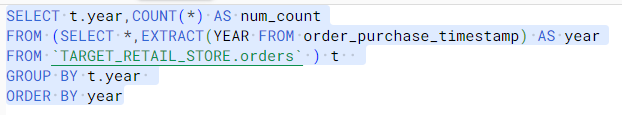 SELECT t.year,COUNT(*) AS num_count
FROM (SELECT *,EXTRACT(YEAR FROM order_purchase_timestamp) AS year
FROM `TARGET_RETAIL_STORE.orders` ) t
GROUP BY t.year
ORDER BY year